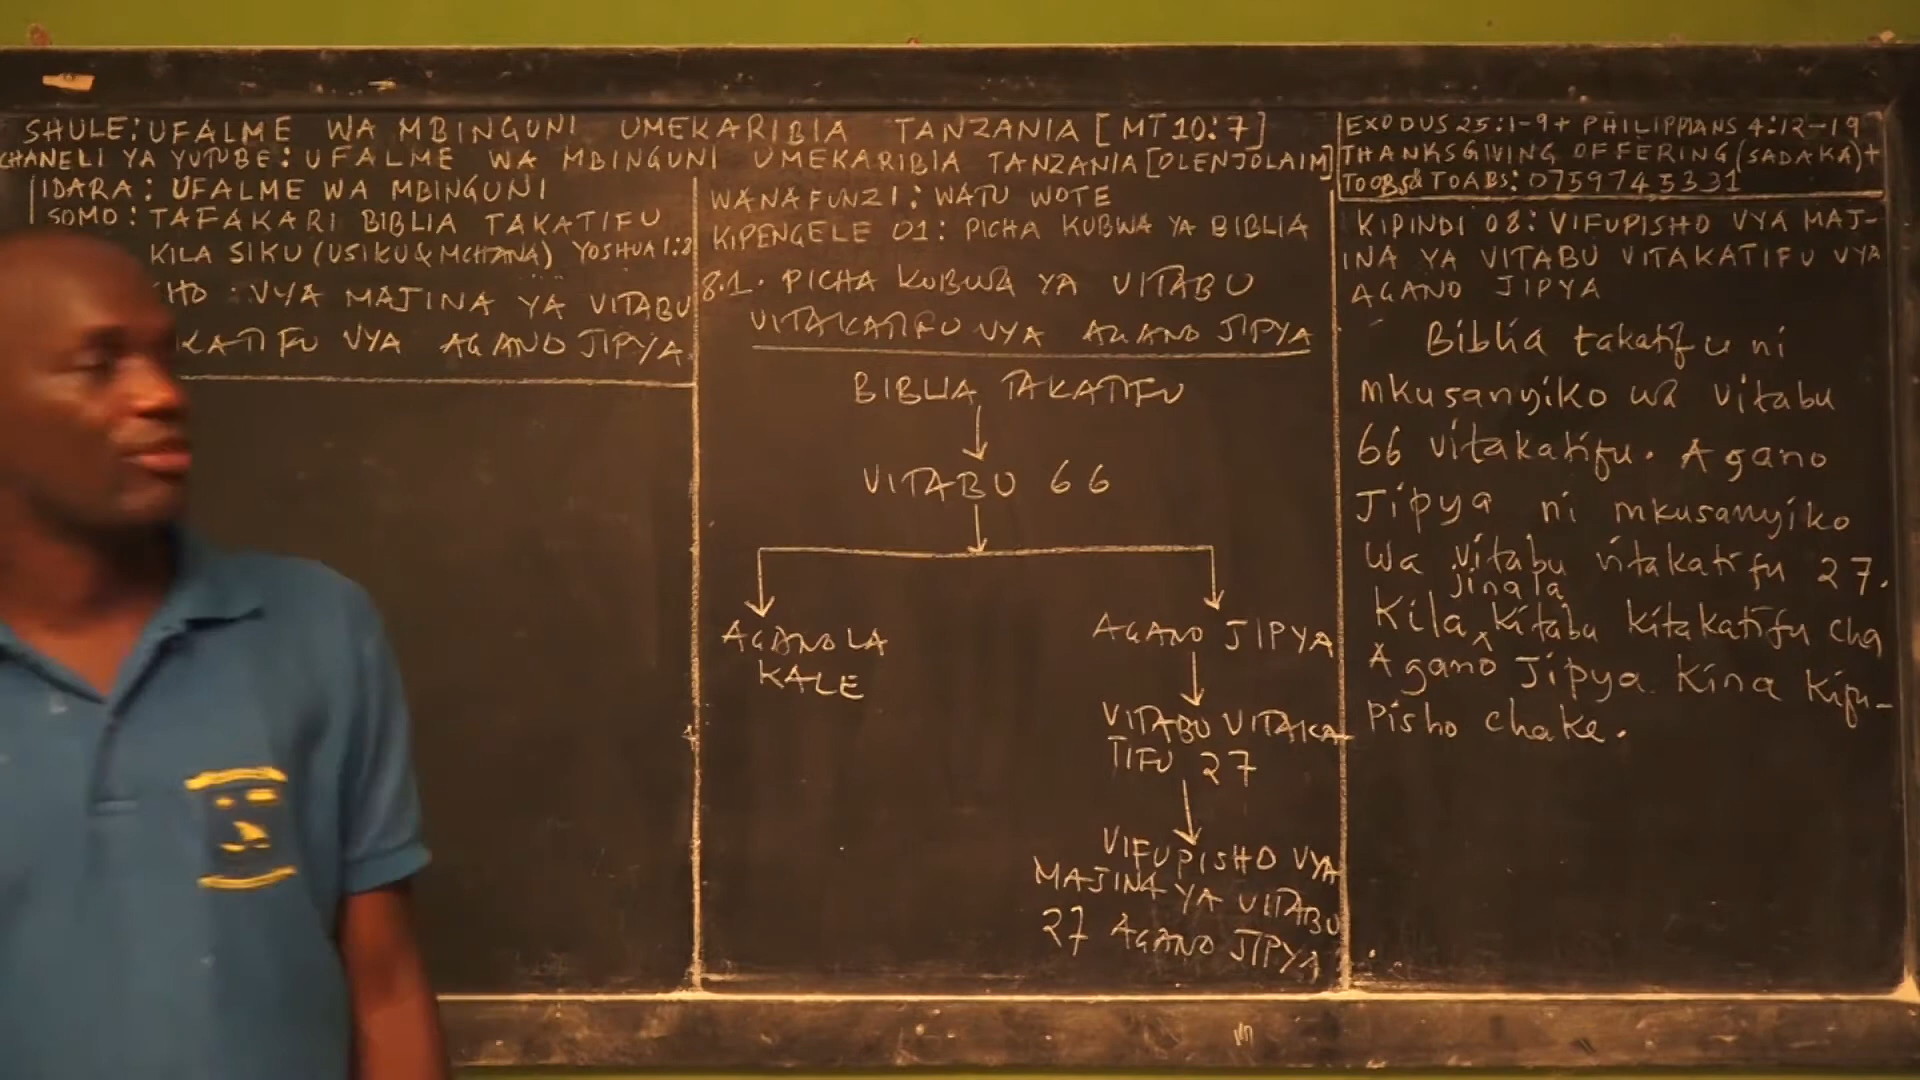 SHULE: UFALME WA MBINGUNI UMEKARIBIA TANZANIA [MT 10:7]
CHANELI YA YUTUBE: UFALME WA MBINGUNI UMEKARIBIA TANZANIA [OLENJOLAIM]
IDARA: UFALME WA MBINGUNI
SOMO: TAFAKARI BIBLIA TAKATIFU
KILA SIKU (USIKU & MCHANA) YOSHUA 1:8
HO: VYA MAJINA YA VITABU
KATIFU VYA AGANO JIPYA
WANAFUNZI: WATU WOTE
KIPENGELE 01: PICHA KUBWA YA BIBLIA
8.1. PICHA KUBWA YA VITABU
VITAKATIFU VYA AGANO JIPYA
BIBLIA TAKATIFU
VITABU 66
AGANO LA
KALE
AGANO JIPYA
VITABU VITAKA
TIFU 27
VIFUPISHO VYA
MAJINA YA VITABU
27 AGANO JIPYA
EXODUS 25:1-9 + PHILIPPIANS 4:12-19
THANKSGIVING OFFERING (SADAKA) +
TOOBS& TOABS: 0759745331
KIPINDI 08: VIFUPISHO VYA MAJ-
INA YA VITABU VITAKATIFU VYA
AGANO JIPYA
Biblia takatifu ni
mkusanyiko wa vitabu
66 vitakatifu. Agano
Jipya ni mkusanyiko
wa vitabu vitakatifu 27.
jina la
Kila ^ kitabu kitakatifu cha
Agano Jipya kina kifu-
pisho chake.